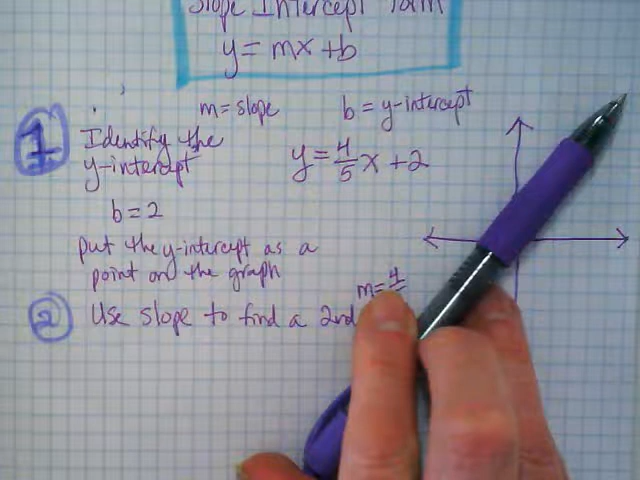 Slope Intercept Form
y = mx + b
m = slope b = y-intercept
1 Identify the
y-intercept
y = 4/5 x + 2
b = 2
put the y-intercept as a
point on the graph
m = 4
2 Use slope to find a 2nd